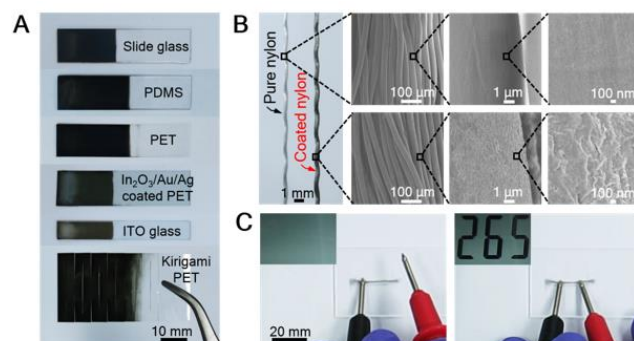 A
Slide glass
PDMS
PET
In₂O₃/Au/Ag
coated PET
ITO glass
Kirigami
PET
10 mm
B
Pure nylon
Coated nylon
1 mm
100 μm
1 μm
100 nm
100 μm
1 μm
100 nm
C
20 mm
265